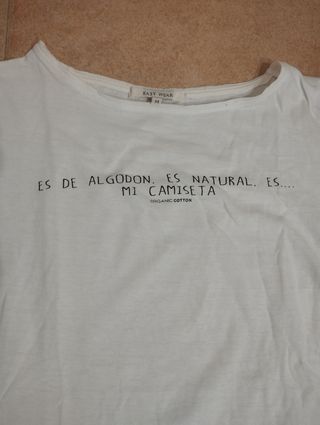 EASY WEAR
M
ES DE ALGODON, ES NATURAL, ES....
MI CAMISETA
ORGANIC COTTON